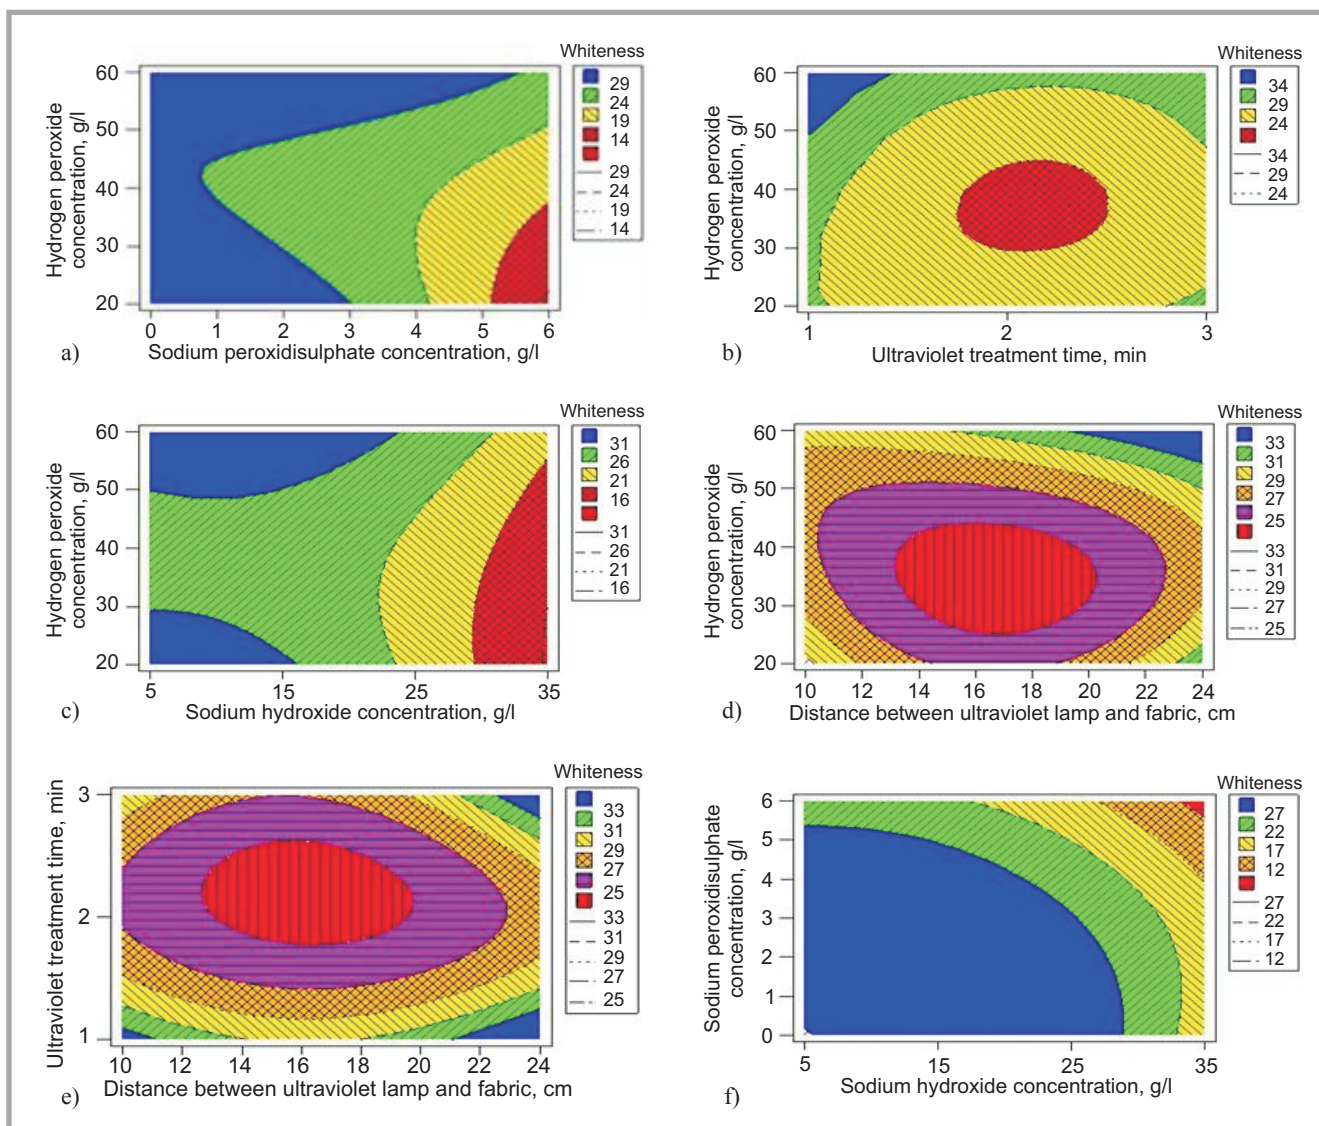 Whiteness
29
24
19
14
29
24
19
14
Hydrogen peroxide
concentration, g/l
60
50
40
30
20
0 1 2 3 4 5 6
a) Sodium peroxidisulphate concentration, g/l
Whiteness
34
29
24
34
29
24
Hydrogen peroxide
concentration, g/l
60
50
40
30
20
1 2 3
b) Ultraviolet treatment time, min
Whiteness
31
26
21
16
31
26
21
16
Hydrogen peroxide
concentration, g/l
60
50
40
30
20
5 15 25 35
c) Sodium hydroxide concentration, g/l
Whiteness
33
31
29
27
25
33
31
29
27
25
Hydrogen peroxide
concentration, g/l
60
50
40
30
20
10 12 14 16 18 20 22 24
d) Distance between ultraviolet lamp and fabric, cm
Whiteness
33
31
29
27
25
33
31
29
27
25
Ultraviolet treatment time, min
3
2
1
10 12 14 16 18 20 22 24
e) Distance between ultraviolet lamp and fabric, cm
Whiteness
27
22
17
12
27
22
17
12
Sodium peroxidisulphate
concentration, g/l
6
5
4
3
2
1
0
5 15 25 35
f) Sodium hydroxide concentration, g/l